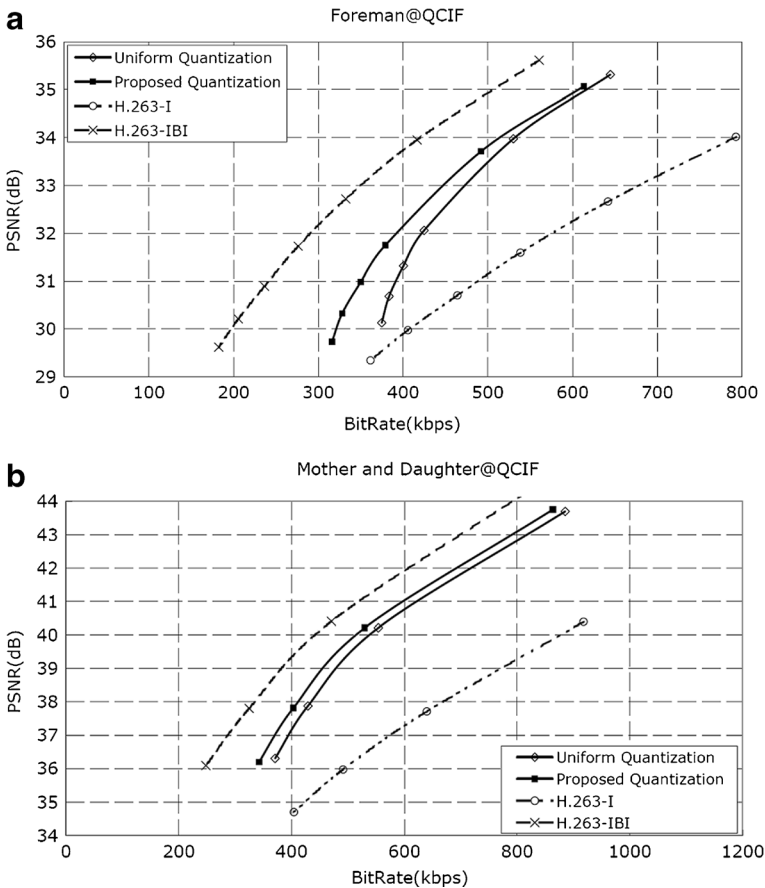 a
Foreman@QCIF
36
35
34
33
32
31
30
29
PSNR(dB)
Uniform Quantization
Proposed Quantization
H.263-I
H.263-IBI
0 100 200 300 400 500 600 700 800
BitRate(kbps)
b
Mother and Daughter@QCIF
44
43
42
41
40
39
38
37
36
35
34
PSNR(dB)
Uniform Quantization
Proposed Quantization
H.263-I
H.263-IBI
0 200 400 600 800 1000 1200
BitRate(kbps)